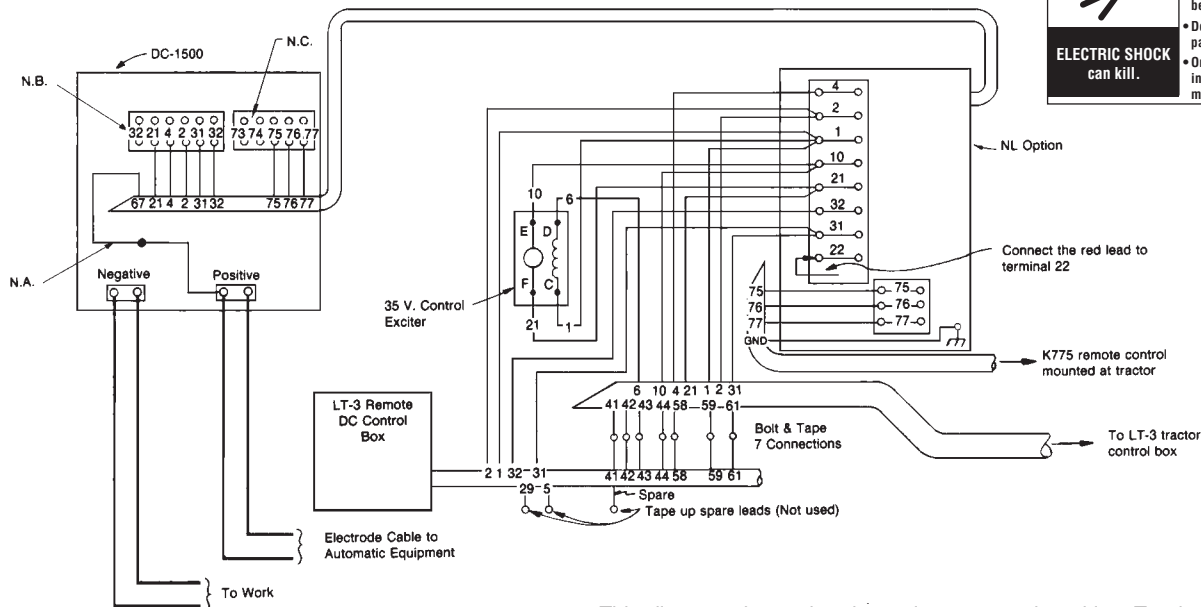 DC-1500
N.B.
N.C.
32 21 4 2 31 32
73 74 75 76 77
67 21 4 2 31 32
75 76 77
N.A.
Negative
Positive
Electrode Cable to
Automatic Equipment
To Work
LT-3 Remote
DC Control
Box
35 V. Control
Exciter
10
6
E
D
F
C
21
1
4
2
1
10
21
32
31
22
75
76
77
75
76
77
GND
NL Option
Connect the red lead to
terminal 22
K775 remote control
mounted at tractor
6 10 4 21 1 2 31
41 42 43 44 58 59 61
Bolt & Tape
7 Connections
To LT-3 tractor
control box
2 1 32 31
41 42 43 44 58 59 61
29 5
Spare
Tape up spare leads (Not used)
ELECTRIC SHOCK
can kill.